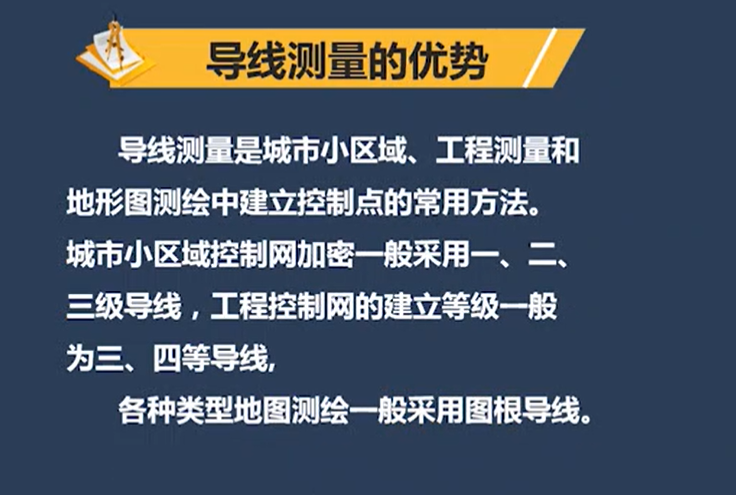 导线测量的优势
导线测量是城市小区域、工程测量和
地形图测绘中建立控制点的常用方法。
城市小区域控制网加密一般采用一、二、
三级导线，工程控制网的建立等级一般
为三、四等导线,
各种类型地图测绘一般采用图根导线。